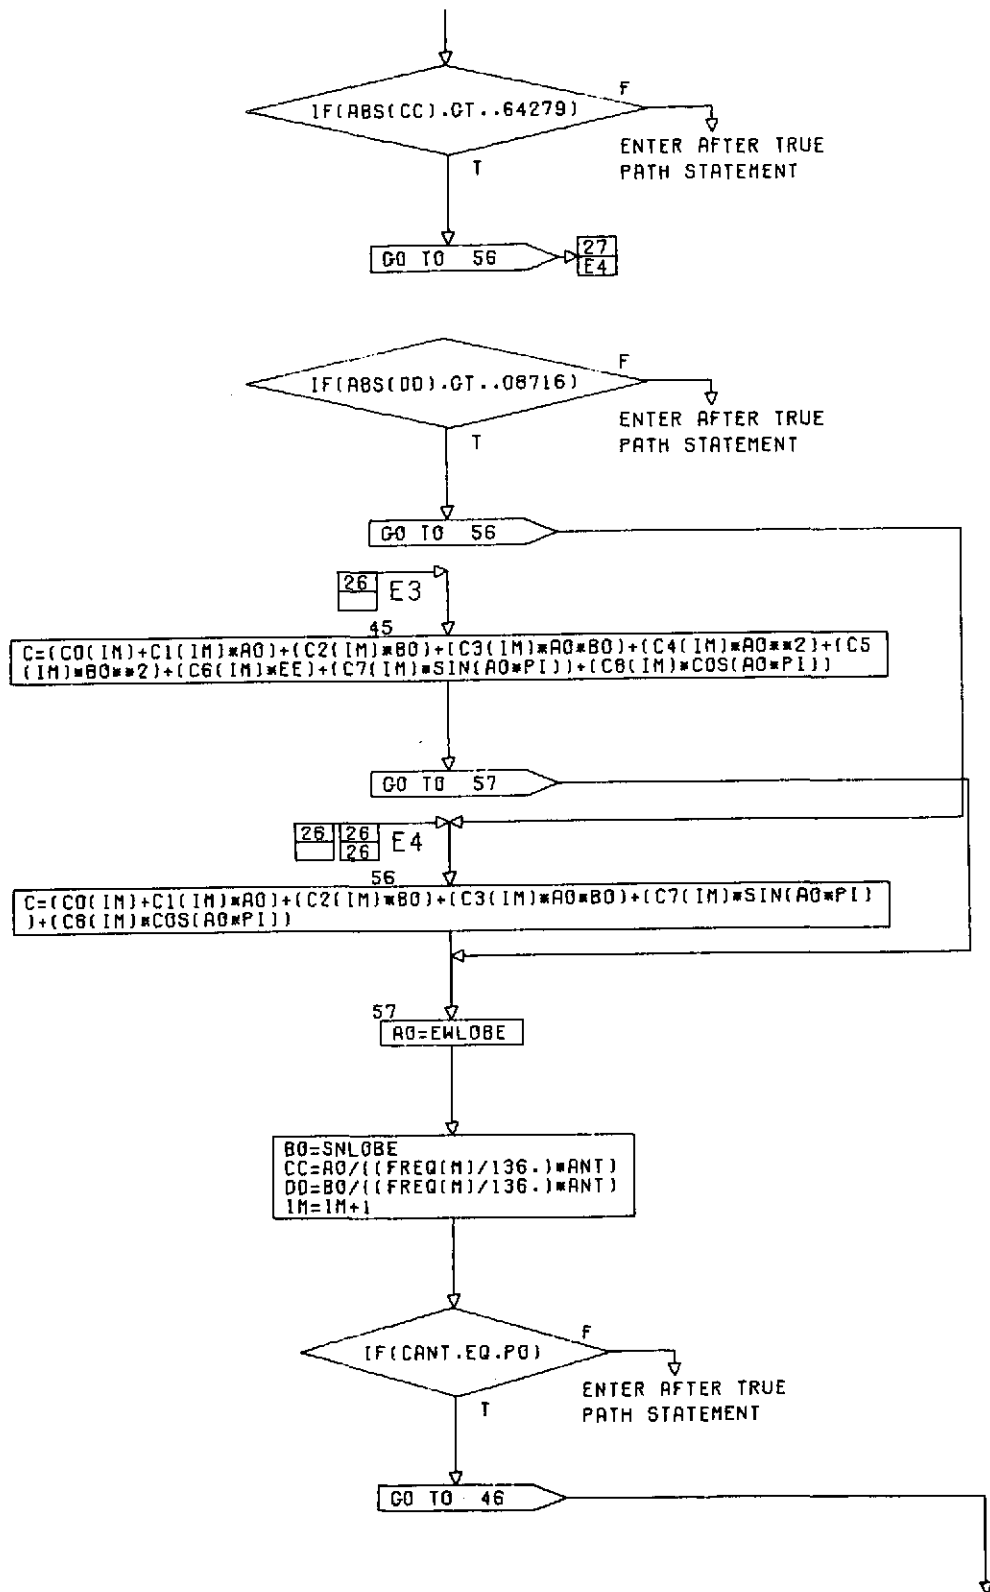 F
IF(ABS(CC).GT..64279)
ENTER AFTER TRUE
PATH STATEMENT
T
GO TO 56
27
E4
F
IF(ABS(DD).GT..08716)
ENTER AFTER TRUE
PATH STATEMENT
T
GO TO 56
26
E3
45
C=(C0(IM)+C1(IM)*A0)+(C2(IM)*B0)+(C3(IM)*A0*B0)+(C4(IM)*A0**2)+(C5
(IM)*B0**2)+(C6(IM)*EE)+(C7(IM)*SIN(A0*PI))+(C8(IM)*COS(A0*PI))
GO TO 57
26 26
26
E4
56
C=(C0(IM)+C1(IM)*A0)+(C2(IM)*B0)+(C3(IM)*A0*B0)+(C7(IM)*SIN(A0*PI)
)+(C8(IM)*COS(A0*PI))
57
A0=EWLOBE
B0=SNLOBE
CC=A0/((FREQ(M)/136.)*ANT)
DD=B0/((FREQ(M)/136.)*ANT)
IM=IM+1
F
IF(CANT.EQ.PO)
ENTER AFTER TRUE
PATH STATEMENT
T
GO TO 46